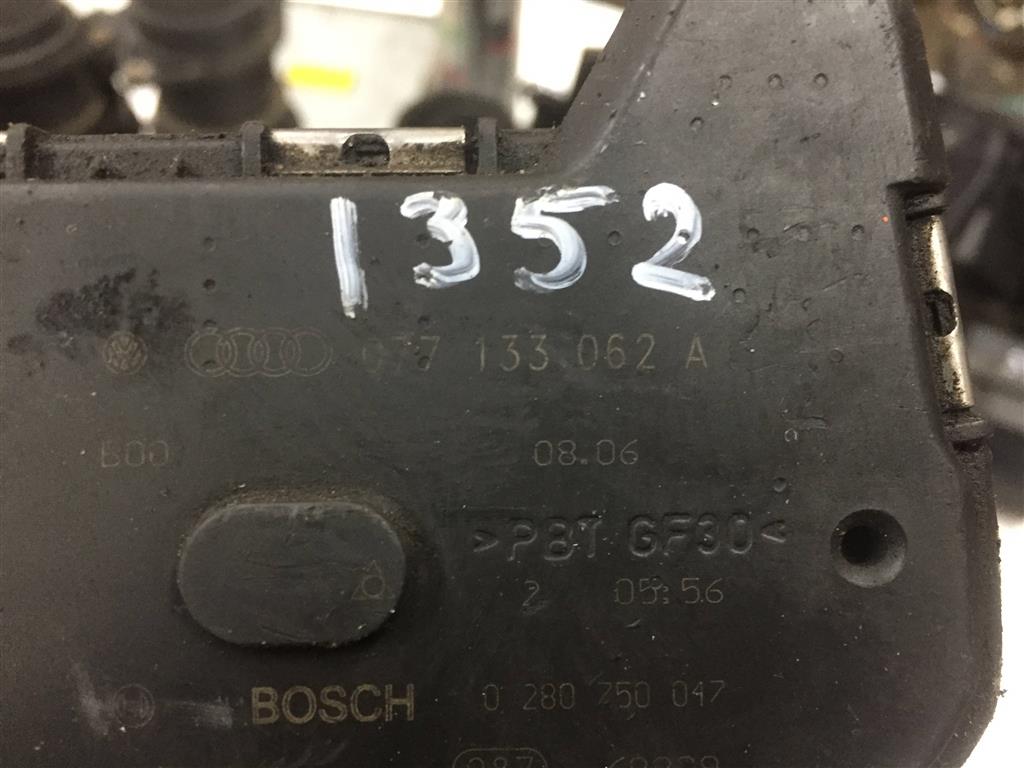 1352
077 133 062 A
B00 08.06
>PBT GF30<
2 05:56
BOSCH 0 280 750 047